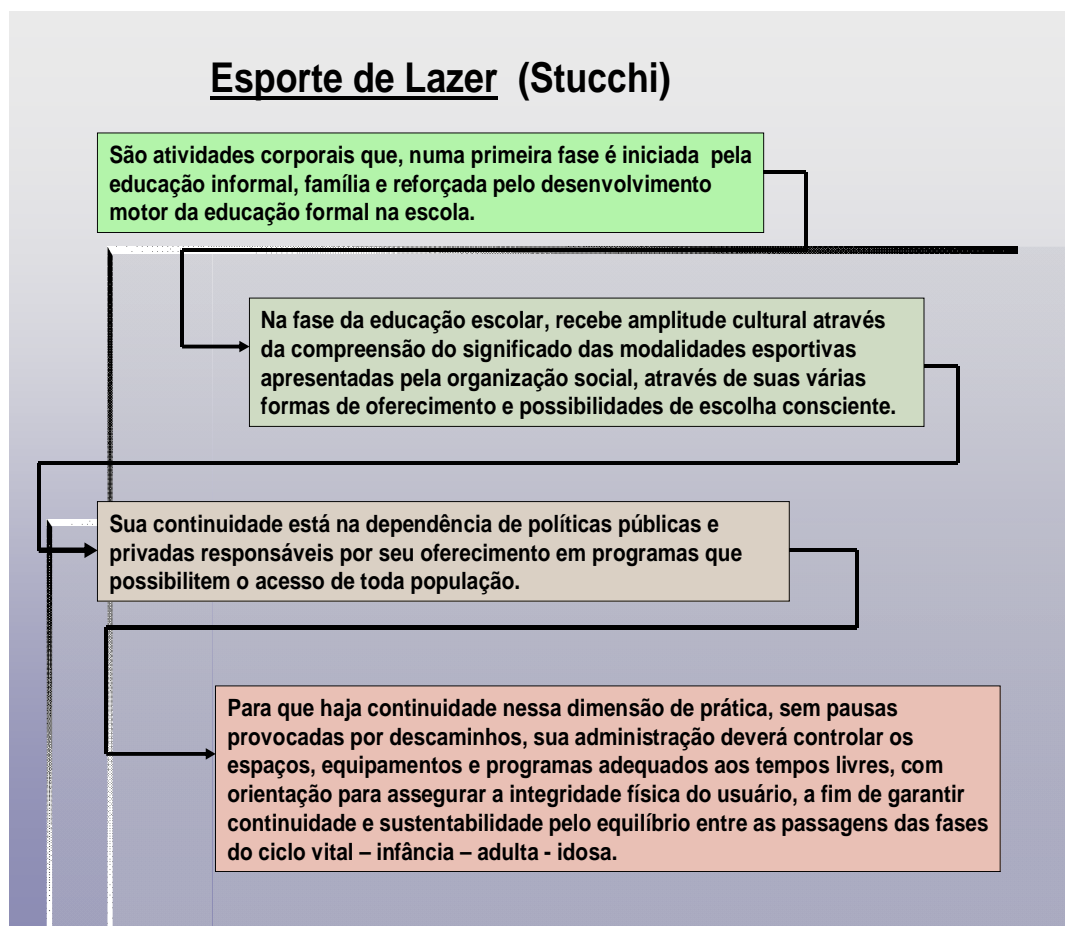 Esporte de Lazer (Stucchi)
São atividades corporais que, numa primeira fase é iniciada pela
educação informal, família e reforçada pelo desenvolvimento
motor da educação formal na escola.
Na fase da educação escolar, recebe amplitude cultural através
da compreensão do significado das modalidades esportivas
apresentadas pela organização social, através de suas várias
formas de oferecimento e possibilidades de escolha consciente.
Sua continuidade está na dependência de políticas públicas e
privadas responsáveis por seu oferecimento em programas que
possibilitem o acesso de toda população.
Para que haja continuidade nessa dimensão de prática, sem pausas
provocadas por descaminhos, sua administração deverá controlar os
espaços, equipamentos e programas adequados aos tempos livres, com
orientação para assegurar a integridade física do usuário, a fim de garantir
continuidade e sustentabilidade pelo equilíbrio entre as passagens das fases
do ciclo vital – infância – adulta - idosa.